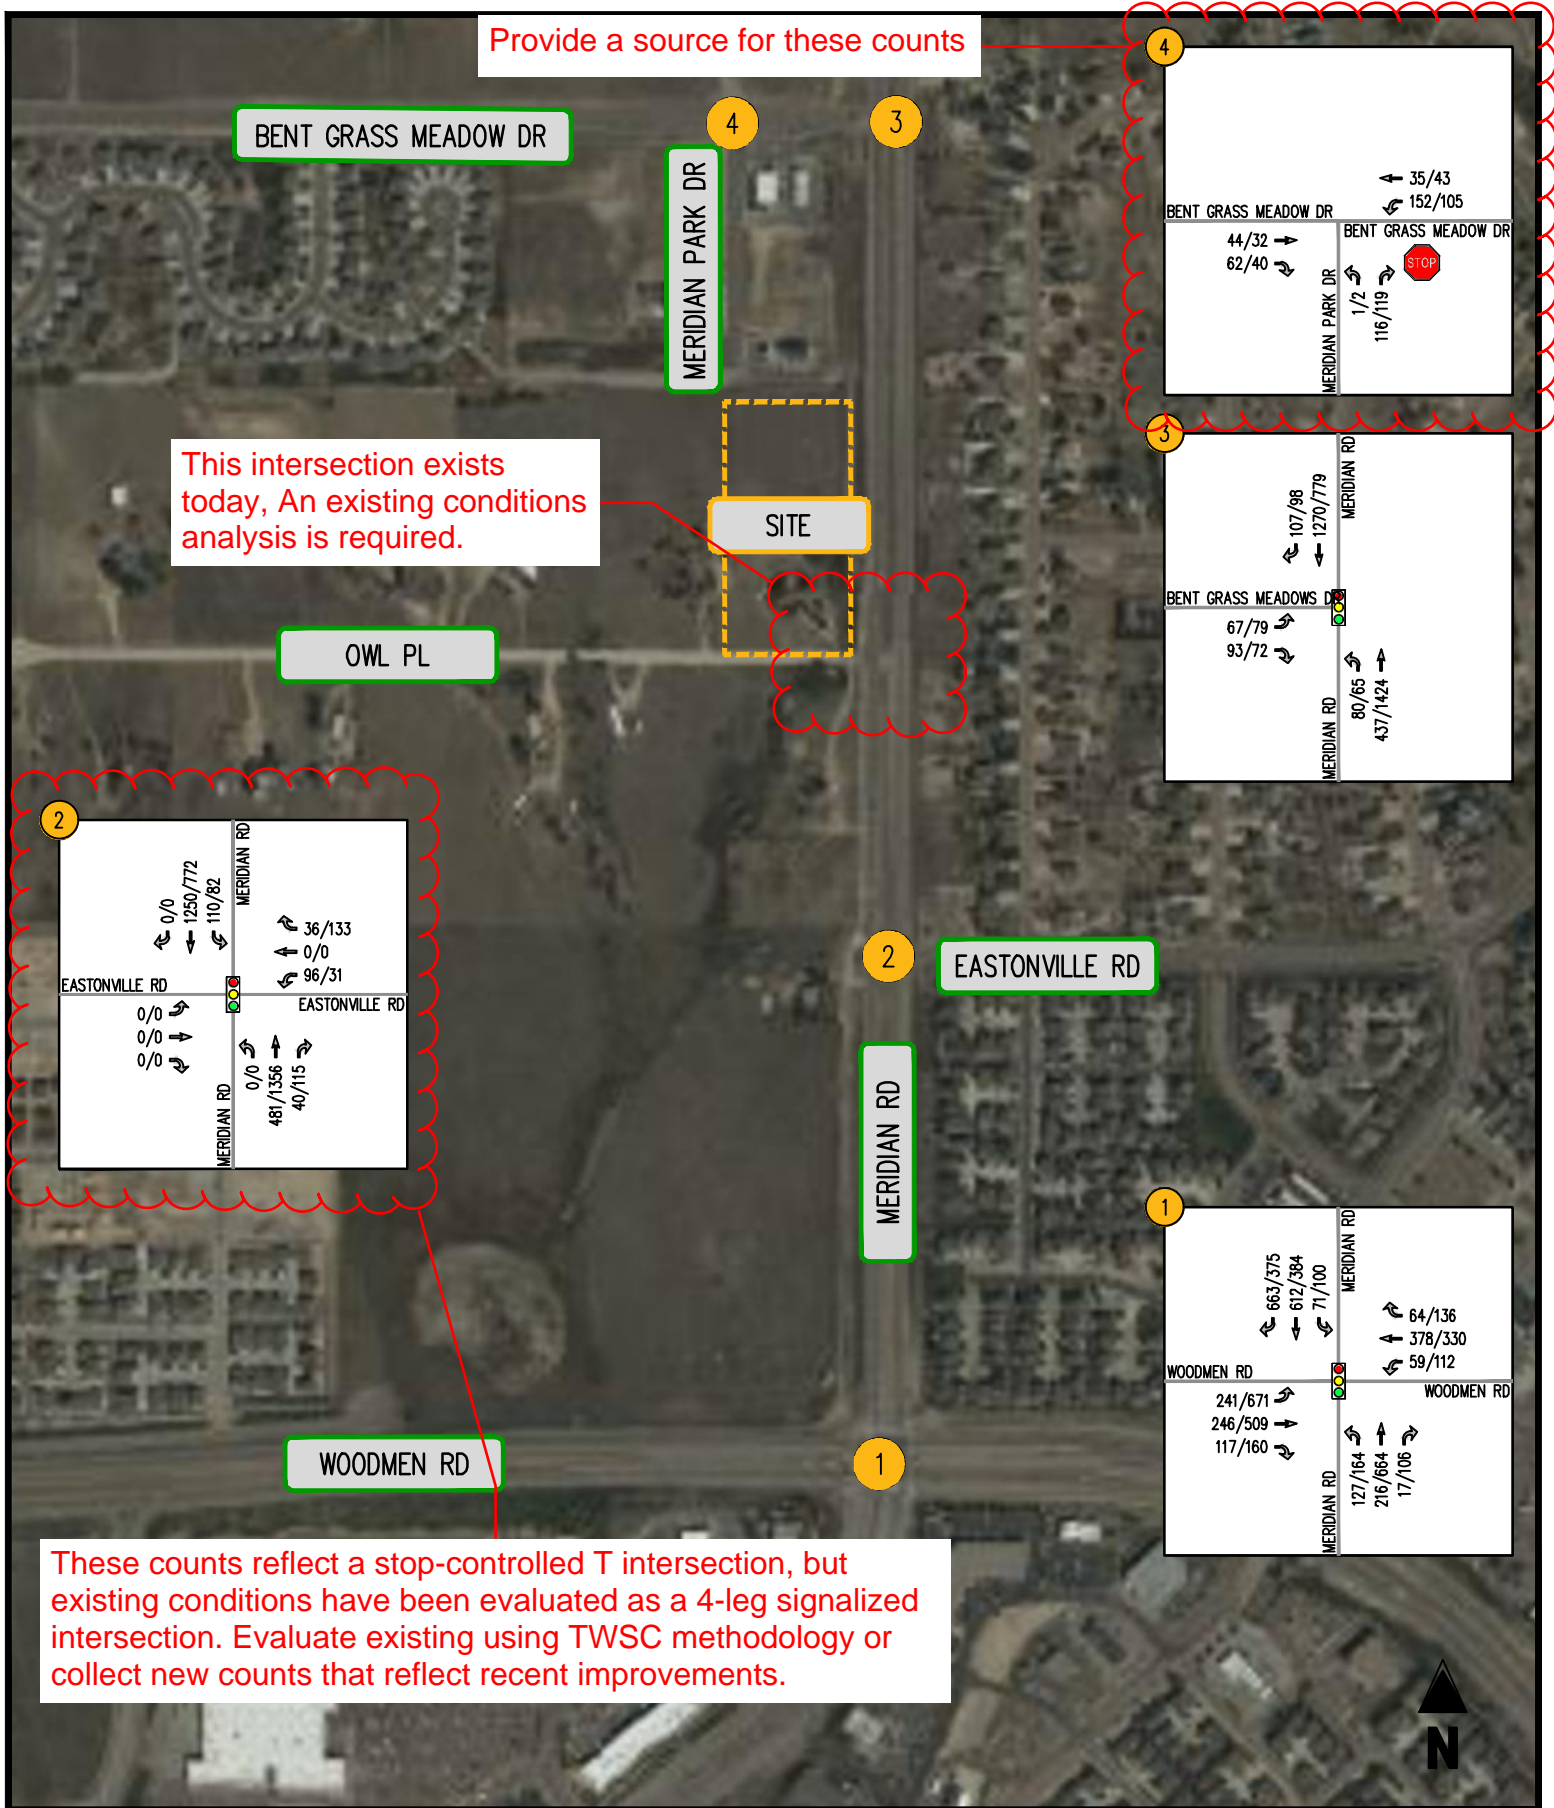 Provide a source for these counts
4
BENT GRASS MEADOW DR
4
3
MERIDIAN PARK DR
35/43
152/105
BENT GRASS MEADOW DR
BENT GRASS MEADOW DR
44/32
62/40
STOP
MERIDIAN PARK DR
1/2
116/119
This intersection exists
today, An existing conditions
analysis is required.
SITE
3
107/98
1270/779
MERIDIAN RD
BENT GRASS MEADOWS D
67/79
93/72
MERIDIAN RD
80/65
437/1424
OWL PL
2
0/0
1250/772
110/82
MERIDIAN RD
36/133
0/0
96/31
EASTONVILLE RD
EASTONVILLE RD
0/0
0/0
0/0
MERIDIAN RD
0/0
481/1356
40/115
2
EASTONVILLE RD
MERIDIAN RD
1
663/375
612/384
71/100
MERIDIAN RD
64/136
378/330
59/112
WOODMEN RD
WOODMEN RD
241/671
246/509
117/160
MERIDIAN RD
127/164
216/664
17/106
WOODMEN RD
1
These counts reflect a stop-controlled T intersection, but
existing conditions have been evaluated as a 4-leg signalized
intersection. Evaluate existing using TWSC methodology or
collect new counts that reflect recent improvements.
N